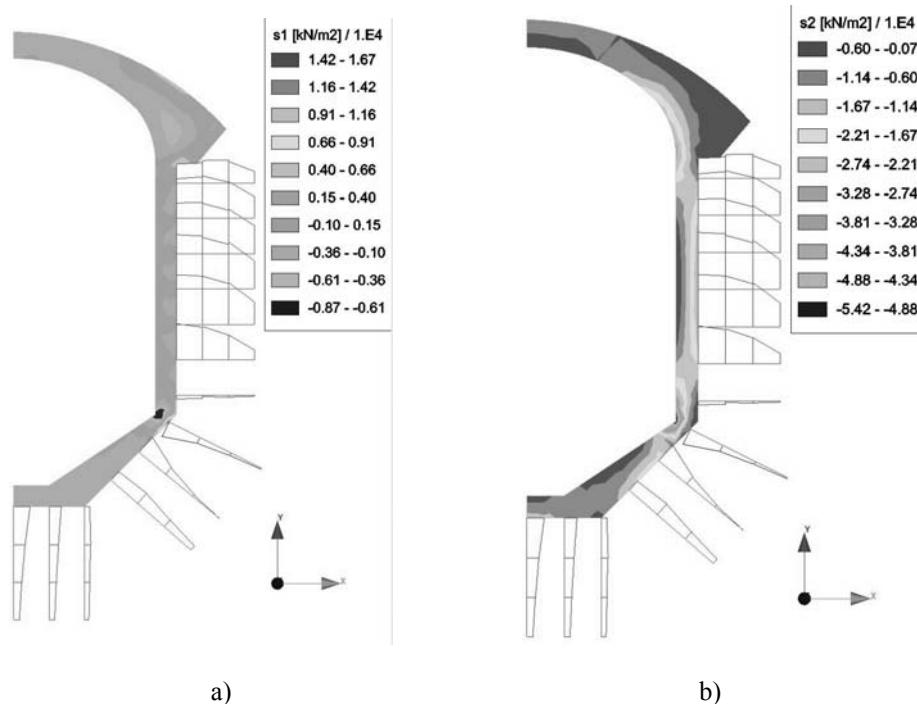 s1 [kN/m2] / 1.E4
1.42 - 1.67
1.16 - 1.42
0.91 - 1.16
0.66 - 0.91
0.40 - 0.66
0.15 - 0.40
-0.10 - 0.15
-0.36 - -0.10
-0.61 - -0.36
-0.87 - -0.61
Y
X
a)
s2 [kN/m2] / 1.E4
-0.60 - -0.07
-1.14 - -0.60
-1.67 - -1.14
-2.21 - -1.67
-2.74 - -2.21
-3.28 - -2.74
-3.81 - -3.28
-4.34 - -3.81
-4.88 - -4.34
-5.42 - -4.88
Y
X
b)